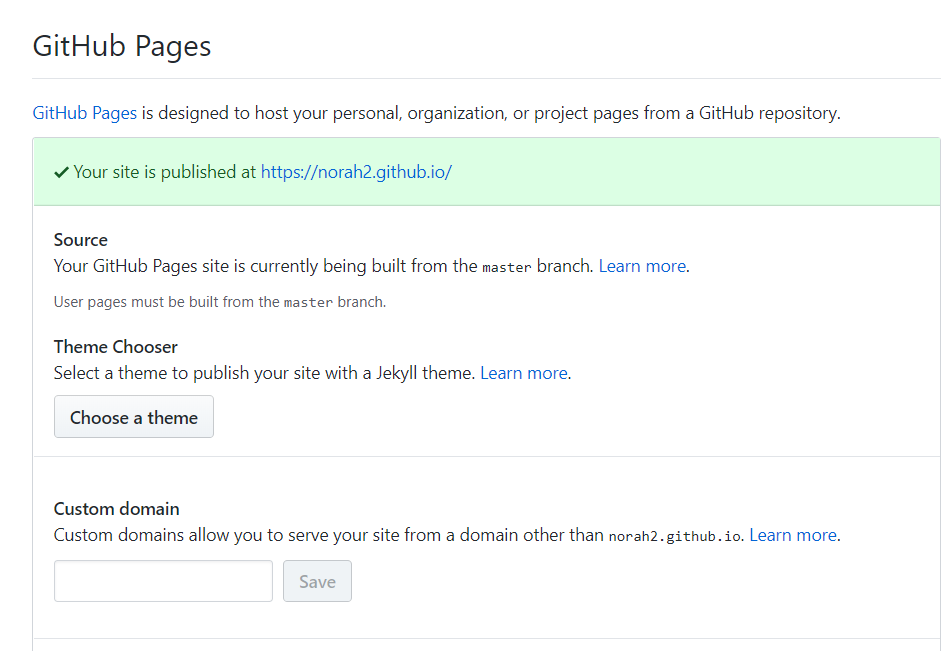 GitHub Pages
GitHub Pages is designed to host your personal, organization, or project pages from a GitHub repository.
✔ Your site is published at https://norah2.github.io/
Source
Your GitHub Pages site is currently being built from the master branch. Learn more.
User pages must be built from the master branch.
Theme Chooser
Select a theme to publish your site with a Jekyll theme. Learn more.
Choose a theme
Custom domain
Custom domains allow you to serve your site from a domain other than norah2.github.io. Learn more.
Save